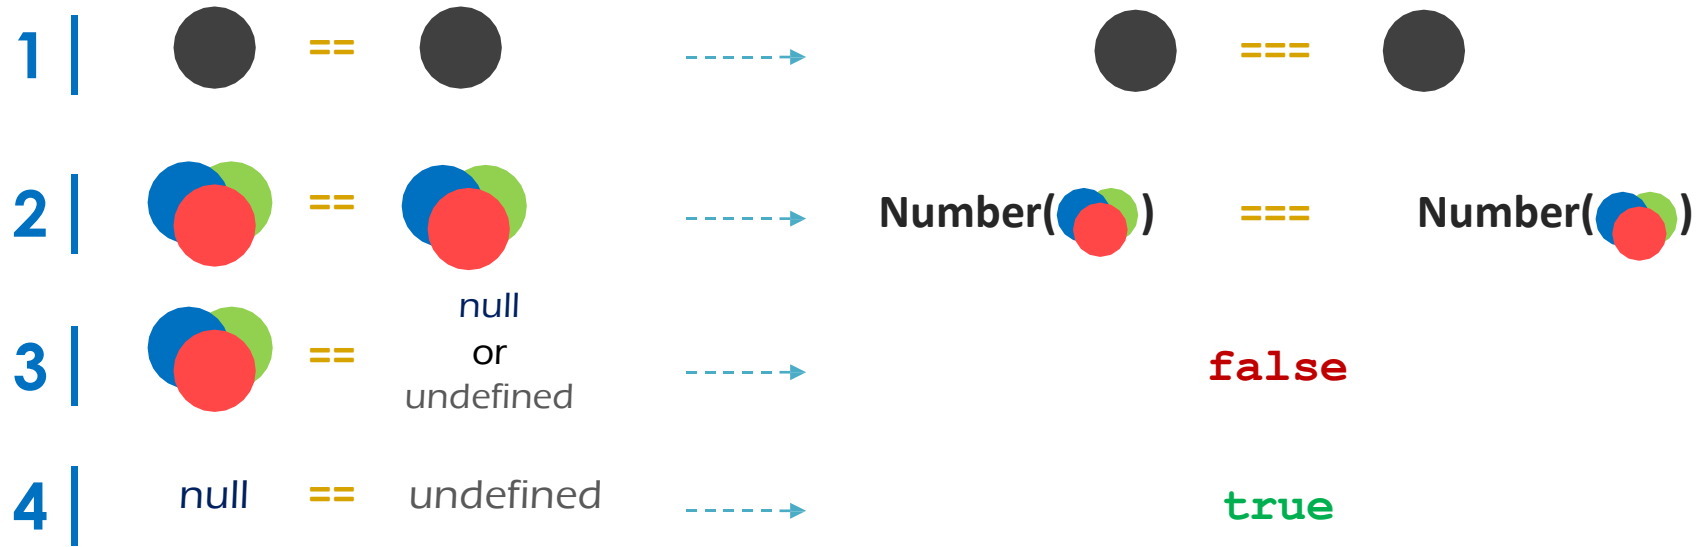 1 == ===
2 == Number( ) === Number( )
null
3 == or false
undefined
4 null == undefined true